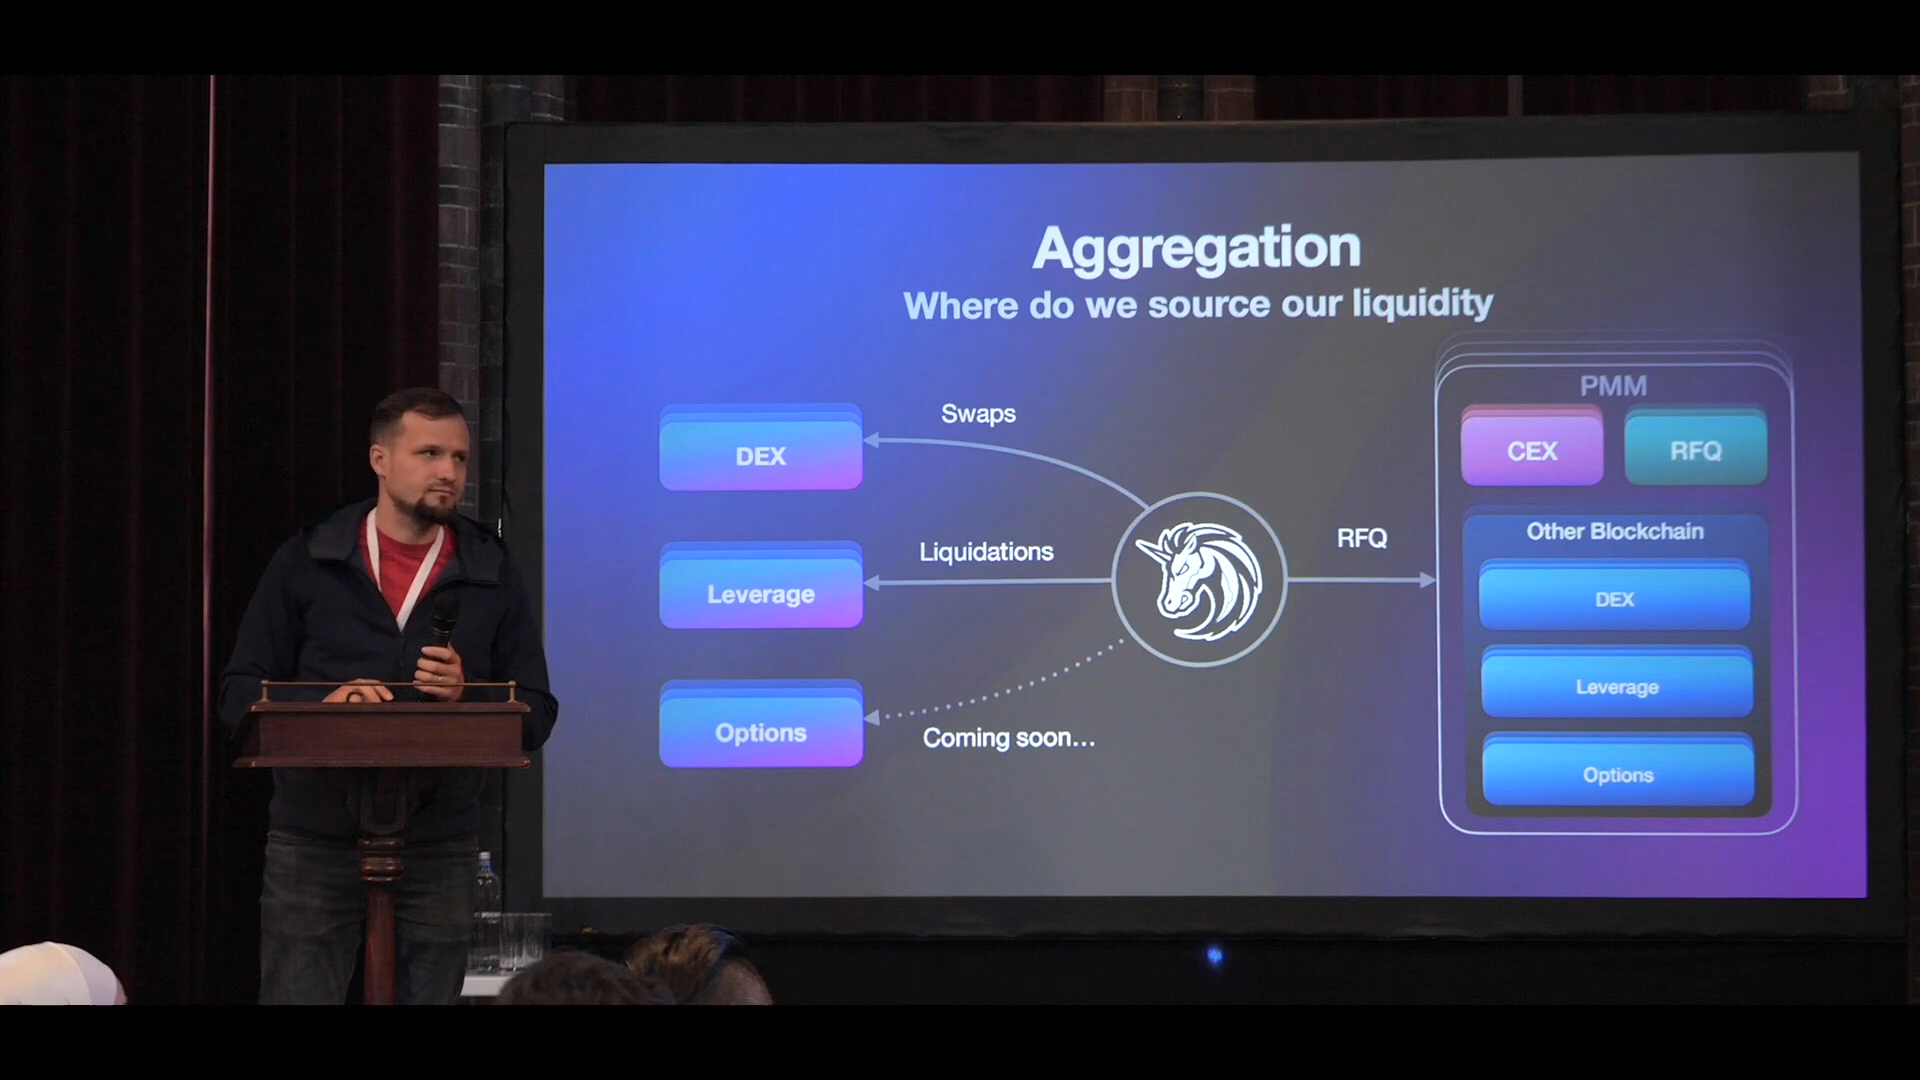 Aggregation
Where do we source our liquidity
Swaps
DEX
Liquidations
Leverage
Options
Coming soon...
RFQ
PMM
CEX
RFQ
Other Blockchain
DEX
Leverage
Options